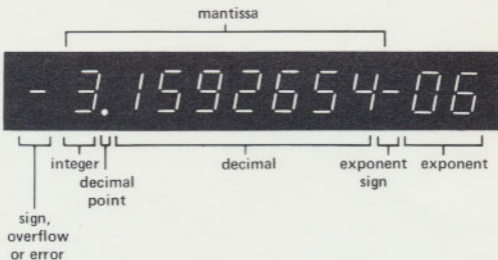 mantissa
- 3.1592654-06
integer
decimal
point
decimal
exponent
sign
exponent
sign,
overflow
or error